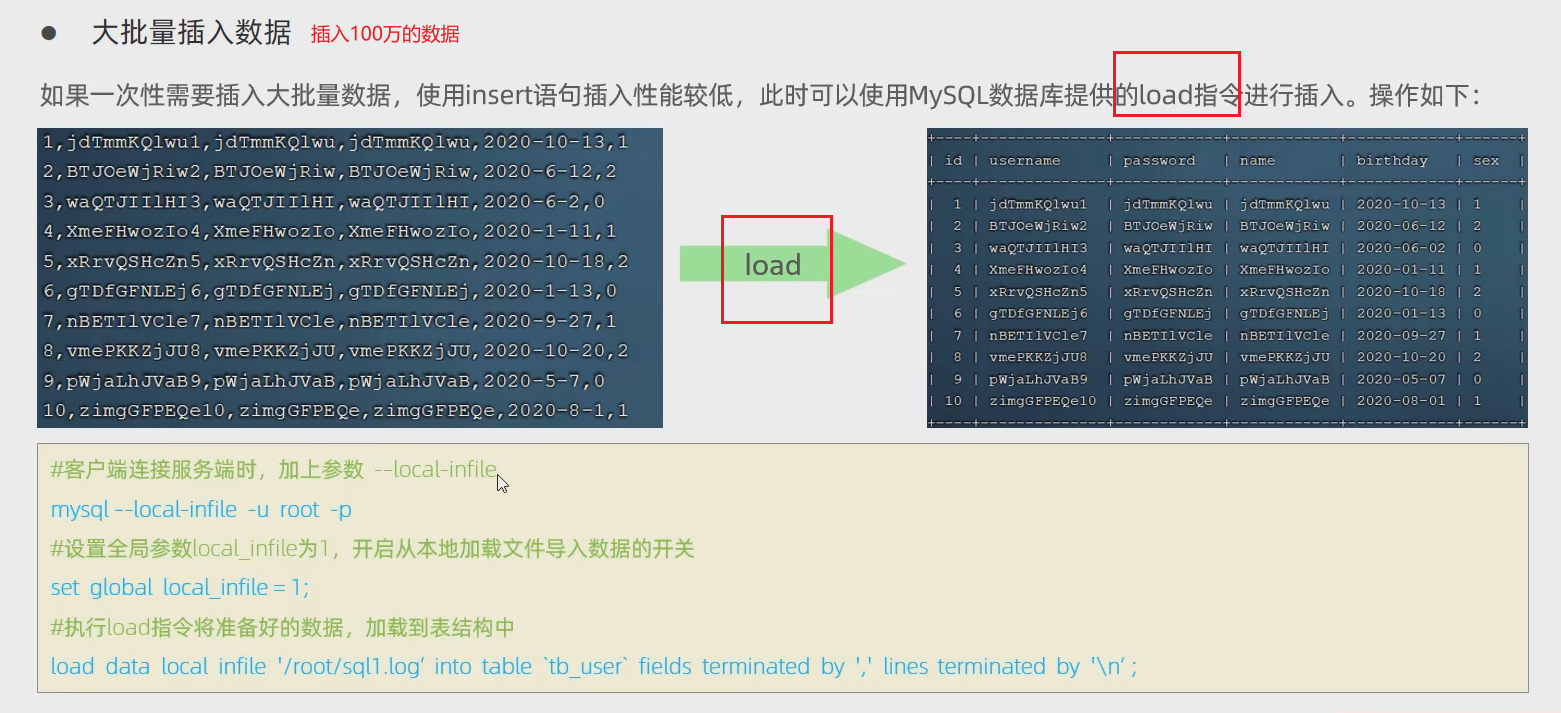 ● 大批量插入数据 插入100万的数据
如果一次性需要插入大批量数据，使用insert语句插入性能较低，此时可以使用MySQL数据库提供的load指令进行插入。操作如下：
1,jdTmmKQlwu1,jdTmmKQlwu,jdTmmKQlwu,2020-10-13,1
2,BTJOeWjRiw2,BTJOeWjRiw,BTJOeWjRiw,2020-6-12,2
3,waQTJIIlHI3,waQTJIIlHI,waQTJIIlHI,2020-6-2,0
4,XmeFHwozIo4,XmeFHwozIo,XmeFHwozIo,2020-1-11,1
5,xRrvQSHcZn5,xRrvQSHcZn,xRrvQSHcZn,2020-10-18,2
6,gTDfGFNLEj6,gTDfGFNLEj,gTDfGFNLEj,2020-1-13,0
7,nBETIlVCle7,nBETIlVCle,nBETIlVCle,2020-9-27,1
8,vmePKKZjJU8,vmePKKZjJU,vmePKKZjJU,2020-10-20,2
9,pWjaLhJVaB9,pWjaLhJVaB,pWjaLhJVaB,2020-5-7,0
10,zimgGFPEQe10,zimgGFPEQe,zimgGFPEQe,2020-8-1,1
load
| id | username | password | name | birthday | sex |
| 1 | jdTmmKQlwu1 | jdTmmKQlwu | jdTmmKQlwu | 2020-10-13 | 1 |
| 2 | BTJOeWjRiw2 | BTJOeWjRiw | BTJOeWjRiw | 2020-06-12 | 2 |
| 3 | waQTJIIlHI3 | waQTJIIlHI | waQTJIIlHI | 2020-06-02 | 0 |
| 4 | XmeFHwozIo4 | XmeFHwozIo | XmeFHwozIo | 2020-01-11 | 1 |
| 5 | xRrvQSHcZn5 | xRrvQSHcZn | xRrvQSHcZn | 2020-10-18 | 2 |
| 6 | gTDfGFNLEj6 | gTDfGFNLEj | gTDfGFNLEj | 2020-01-13 | 0 |
| 7 | nBETIlVCle7 | nBETIlVCle | nBETIlVCle | 2020-09-27 | 1 |
| 8 | vmePKKZjJU8 | vmePKKZjJU | vmePKKZjJU | 2020-10-20 | 2 |
| 9 | pWjaLhJVaB9 | pWjaLhJVaB | pWjaLhJVaB | 2020-05-07 | 0 |
| 10 | zimgGFPEQe10 | zimgGFPEQe | zimgGFPEQe | 2020-08-01 | 1 |
#客户端连接服务端时，加上参数 --local-infile
mysql --local-infile -u root -p
#设置全局参数local_infile为1，开启从本地加载文件导入数据的开关
set global local_infile = 1;
#执行load指令将准备好的数据，加载到表结构中
load data local infile '/root/sql1.log’ into table `tb_user` fields terminated by ',' lines terminated by '\n’ ;